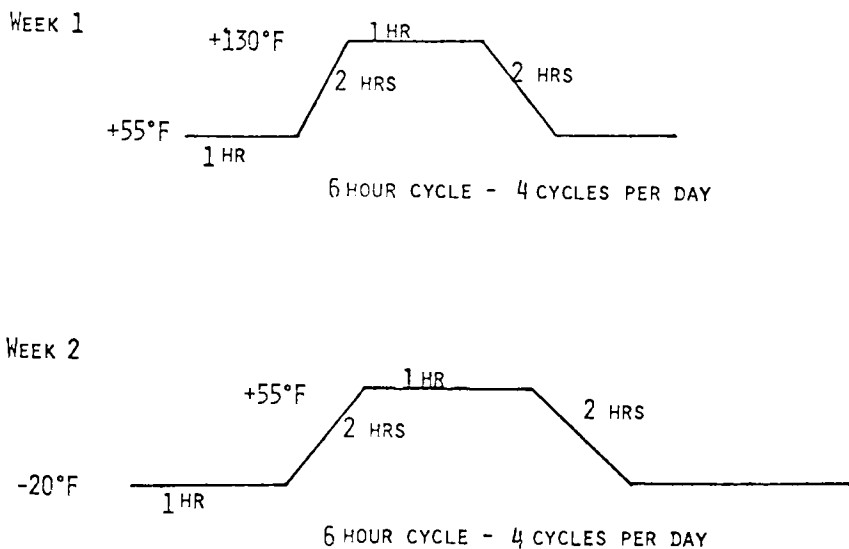 WEEK 1
+130°F
1 HR
2 HRS
2 HRS
+55°F
1 HR
6 HOUR CYCLE - 4 CYCLES PER DAY
WEEK 2
+55°F
1 HR
2 HRS
2 HRS
-20°F
1 HR
6 HOUR CYCLE - 4 CYCLES PER DAY